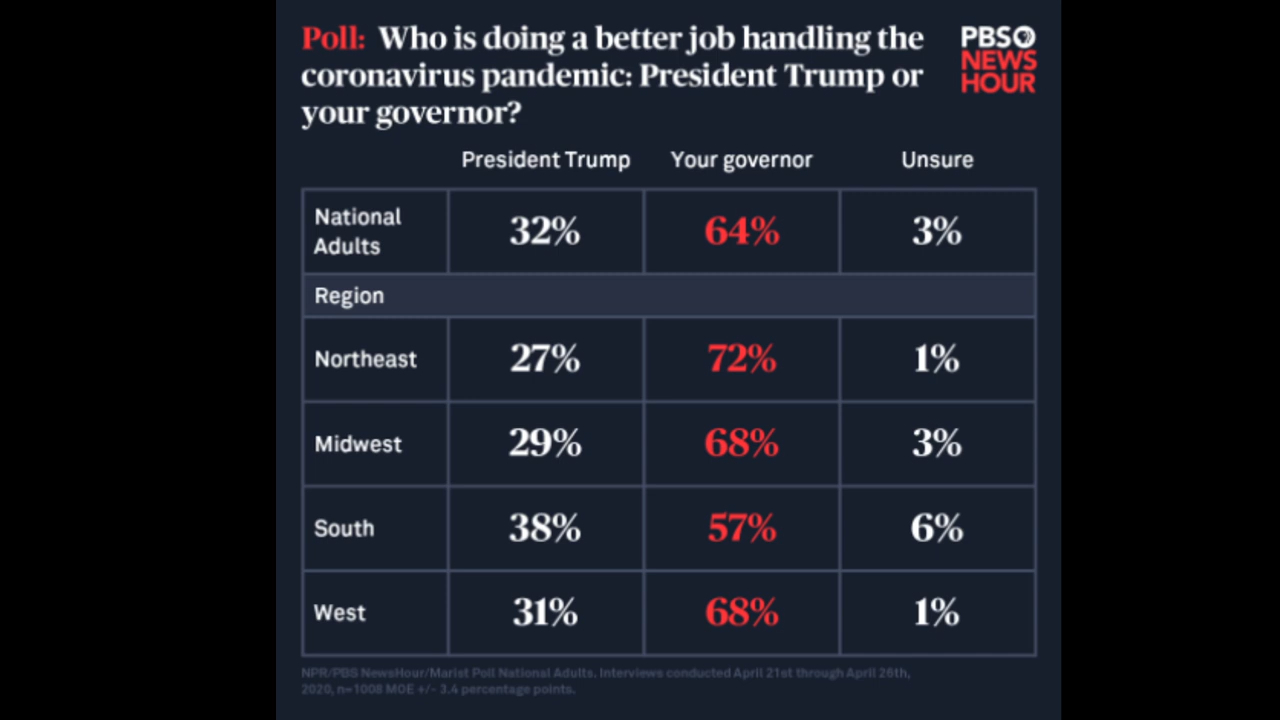 Poll: Who is doing a better job handling the
coronavirus pandemic: President Trump or
your governor?
PBS
NEWS
HOUR
President Trump Your governor Unsure
National
Adults
32% 64% 3%
Region
Northeast 27% 72% 1%
Midwest 29% 68% 3%
South 38% 57% 6%
West 31% 68% 1%
NPR/PBS NewsHour/Marist Poll National Adults. Interviews conducted April 21st through April 26th,
2020, n=1008 MOE +/- 3.4 percentage points.